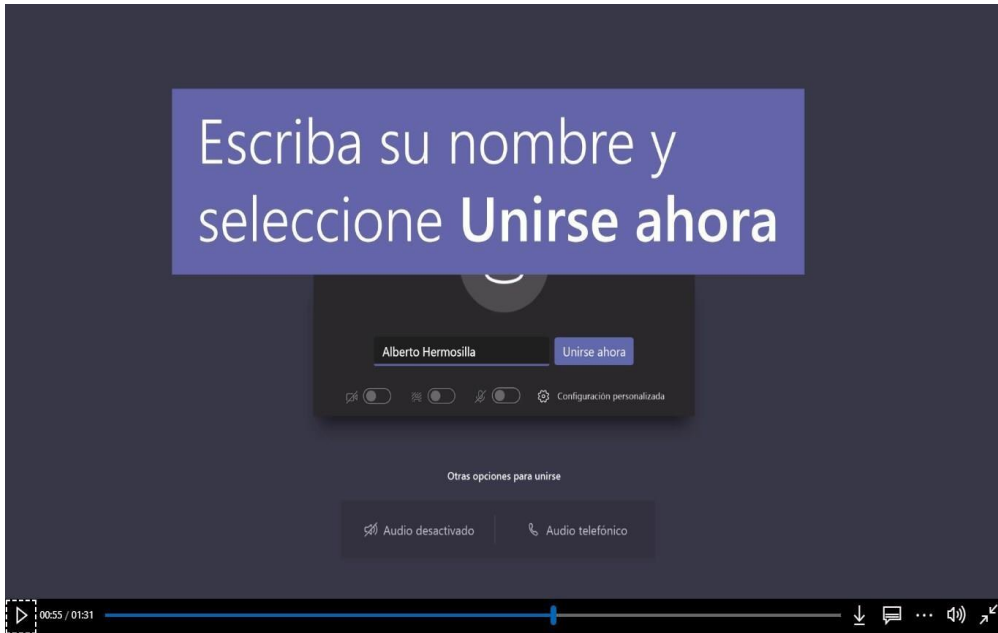 Escriba su nombre y
seleccione Unirse ahora
Alberto Hermosilla
Unirse ahora
Configuración personalizada
Otras opciones para unirse
Audio desactivado
Audio telefónico
00:55 / 01:31